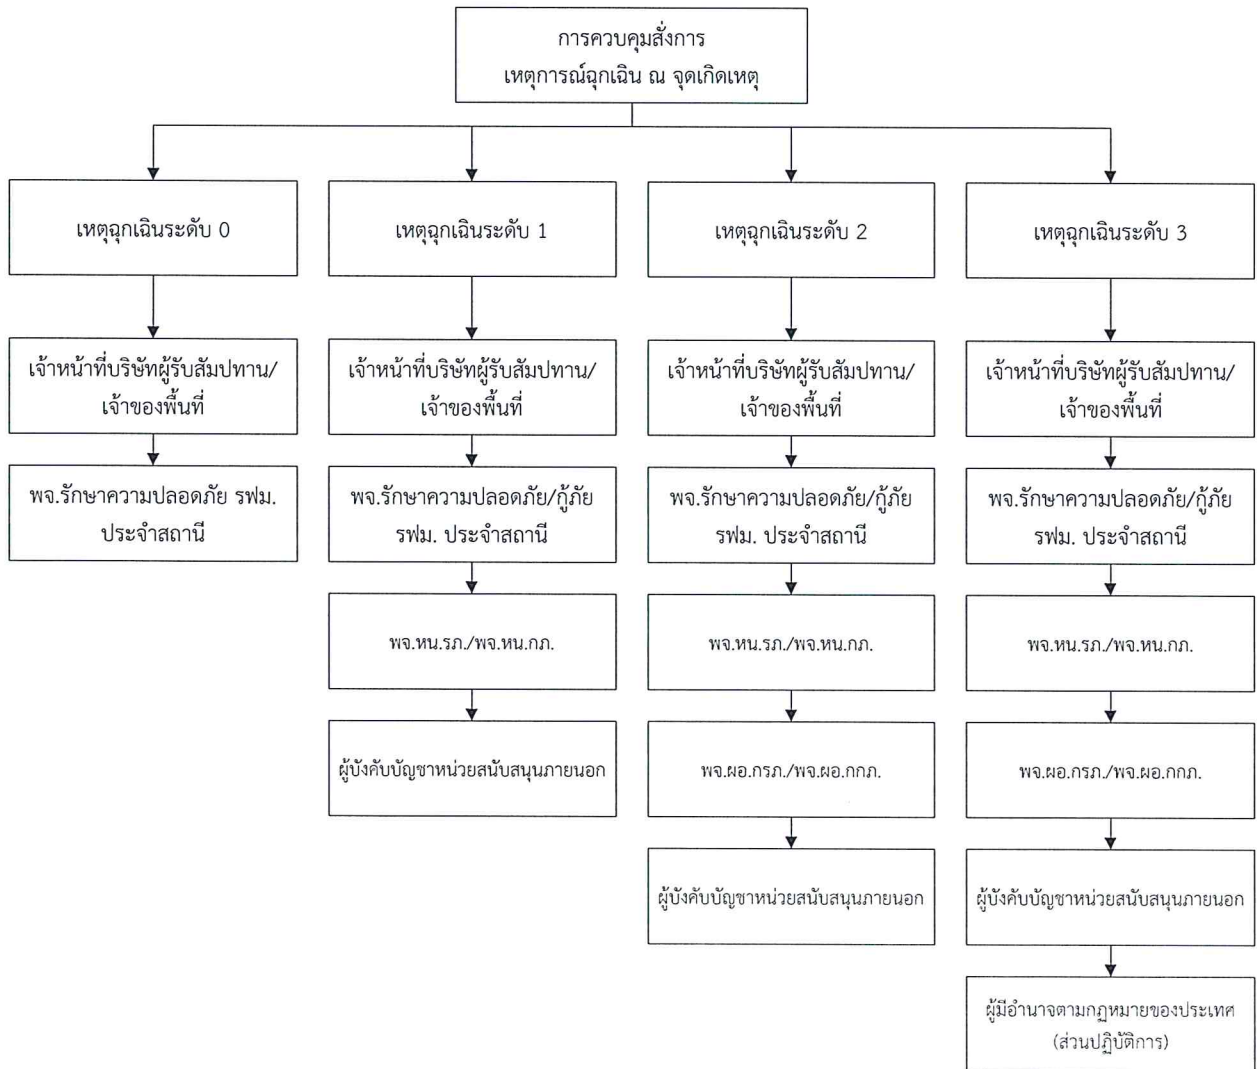 การควบคุมสั่งการ
เหตุการณ์ฉุกเฉิน ณ จุดเกิดเหตุ
เหตุฉุกเฉินระดับ 0
เหตุฉุกเฉินระดับ 1
เหตุฉุกเฉินระดับ 2
เหตุฉุกเฉินระดับ 3
เจ้าหน้าที่บริษัทผู้รับสัมปทาน/
เจ้าของพื้นที่
เจ้าหน้าที่บริษัทผู้รับสัมปทาน/
เจ้าของพื้นที่
เจ้าหน้าที่บริษัทผู้รับสัมปทาน/
เจ้าของพื้นที่
เจ้าหน้าที่บริษัทผู้รับสัมปทาน/
เจ้าของพื้นที่
พจ.รักษาความปลอดภัย รฟม.
ประจำสถานี
พจ.รักษาความปลอดภัย/กู้ภัย
รฟม. ประจำสถานี
พจ.รักษาความปลอดภัย/กู้ภัย
รฟม. ประจำสถานี
พจ.รักษาความปลอดภัย/กู้ภัย
รฟม. ประจำสถานี
พจ.หน.รภ./พจ.หน.กภ.
พจ.หน.รภ./พจ.หน.กภ.
พจ.หน.รภ./พจ.หน.กภ.
ผู้บังคับบัญชาหน่วยสนับสนุนภายนอก
พจ.ผอ.กรภ./พจ.ผอ.กกภ.
พจ.ผอ.กรภ./พจ.ผอ.กกภ.
ผู้บังคับบัญชาหน่วยสนับสนุนภายนอก
ผู้บังคับบัญชาหน่วยสนับสนุนภายนอก
ผู้มีอำนาจตามกฎหมายของประเทศ
(ส่วนปฏิบัติการ)